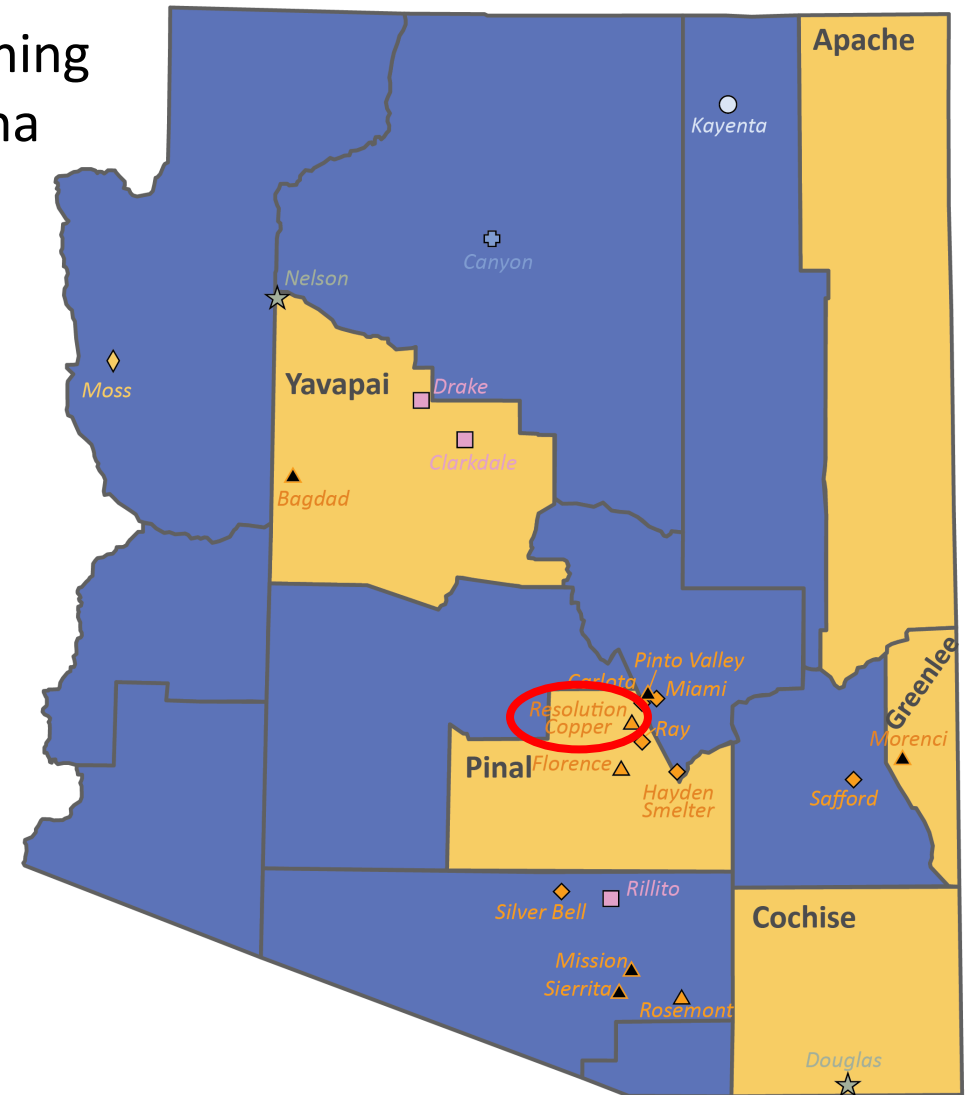 ning
na
Apache
Kayenta
Canyon
Nelson
Moss
Yavapai
Drake
Clarkdale
Bagdad
Pinto Valley
Carlota
Miami
Resolution
Copper
Ray
Greenlee
Morenci
Pinal
Florence
Hayden
Smelter
Safford
Silver Bell
Rillito
Cochise
Mission
Sierrita
Rosemont
Douglas